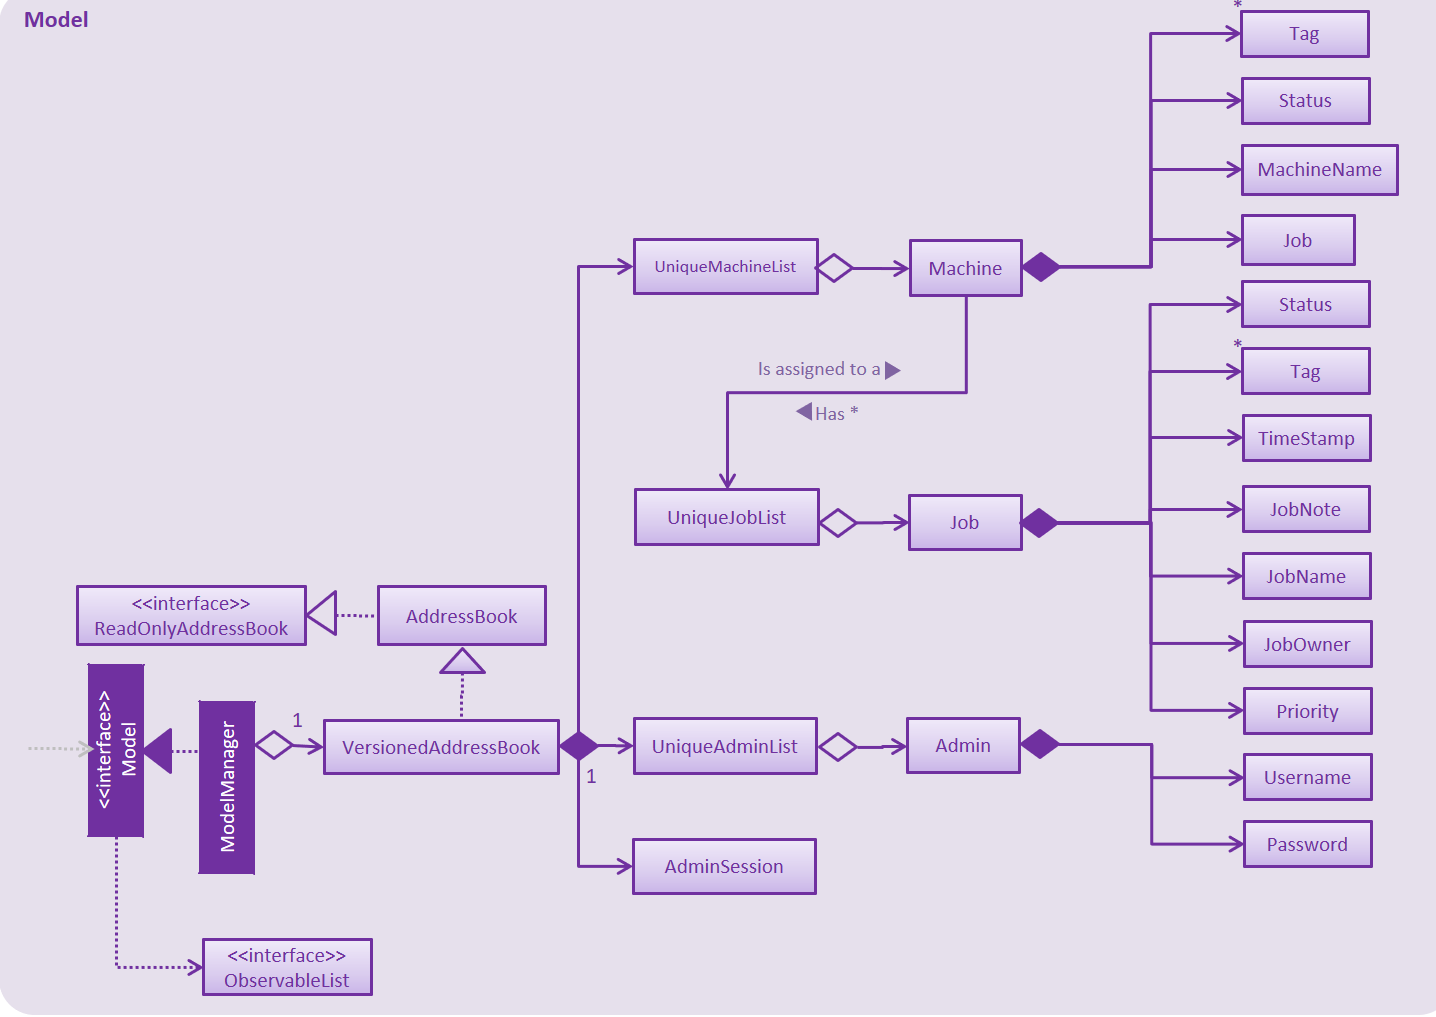 Model
*
Tag
Status
MachineName
Job
UniqueMachineList
Machine
Status
*
Tag
Is assigned to a
Has *
TimeStamp
UniqueJobList
Job
JobNote
JobName
<<interface>>
ReadOnlyAddressBook
AddressBook
JobOwner
Priority
<<interface>>
Model
ModelManager
1
VersionedAddressBook
1
UniqueAdminList
Admin
Username
Password
AdminSession
<<interface>>
ObservableList